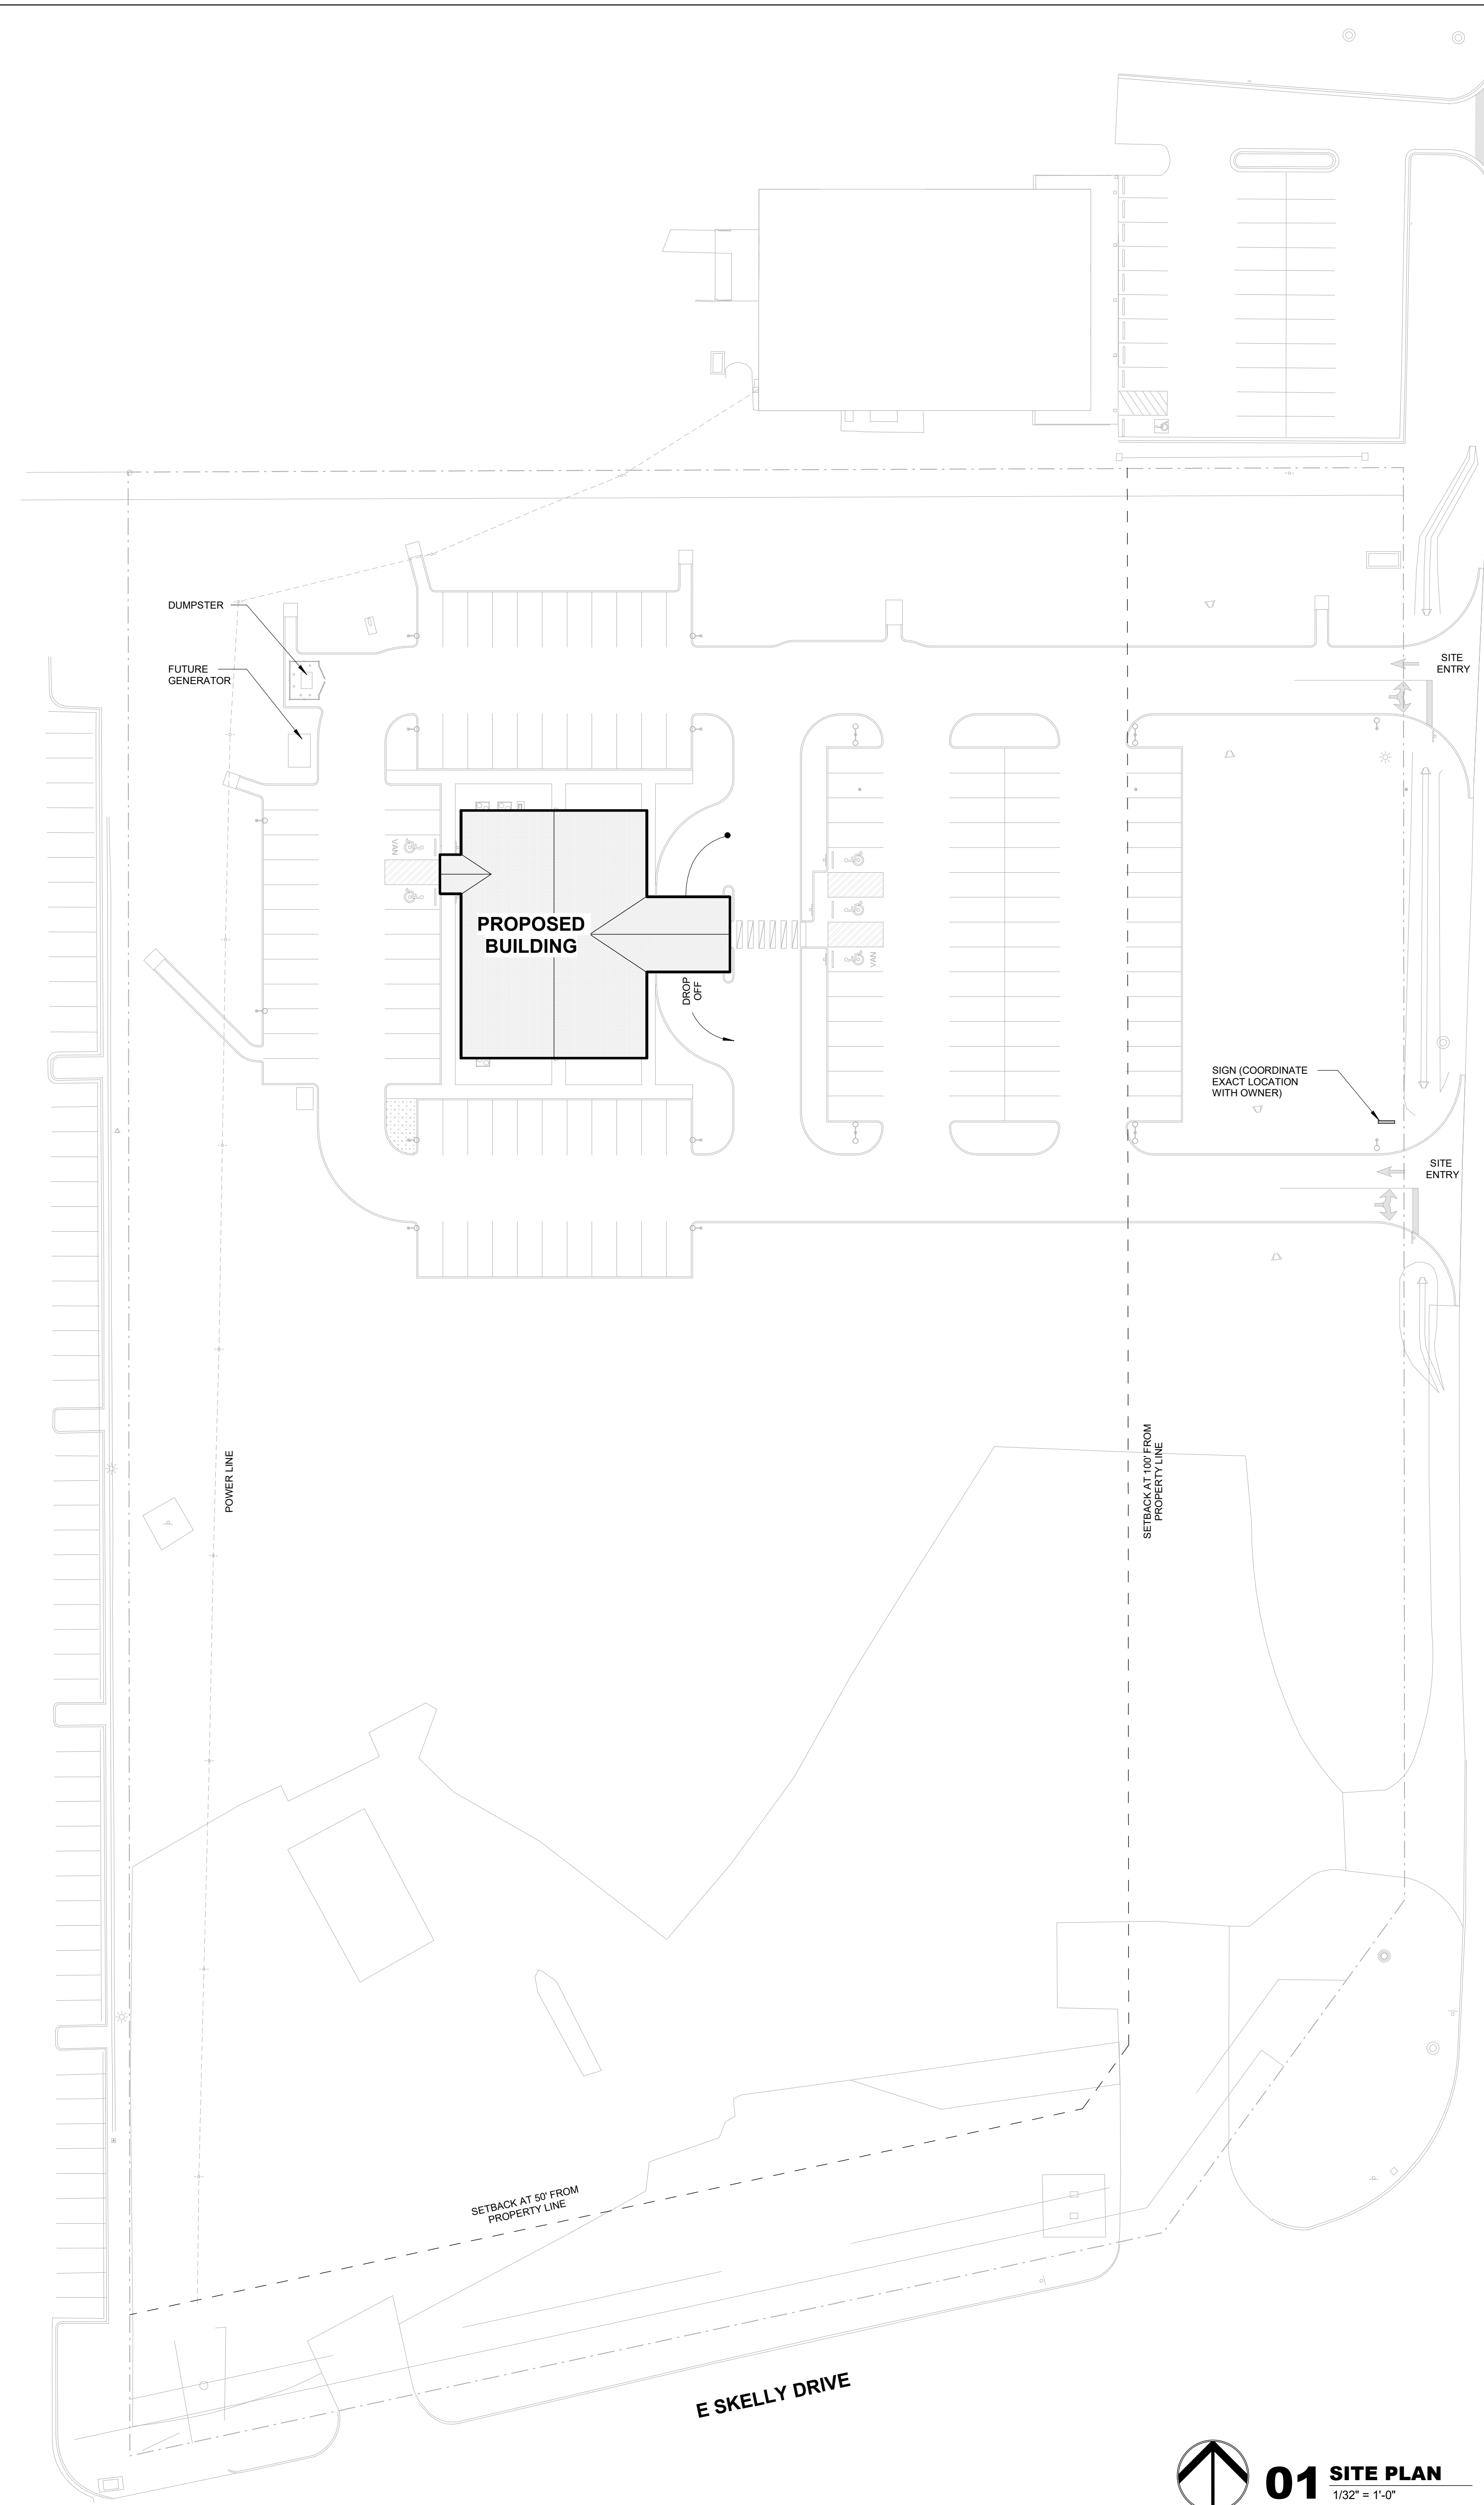 DUMPSTER
FUTURE
GENERATOR
SITE
ENTRY
VAN
PROPOSED
BUILDING
DROP
OFF
VAN
SIGN (COORDINATE
EXACT LOCATION
WITH OWNER)
SITE
ENTRY
POWER LINE
SETBACK AT 100' FROM
PROPERTY LINE
SETBACK AT 50' FROM
PROPERTY LINE
E SKELLY DRIVE
01 SITE PLAN
1/32" = 1'-0"